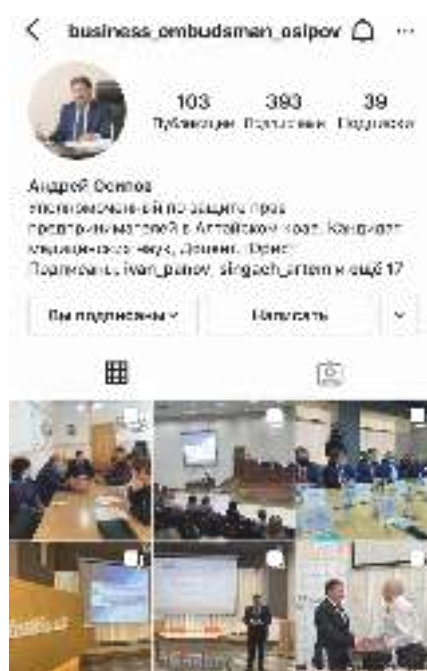 business_ombudsman_osipov
103 393 39
Публикации Подписчики Подписки
Андрей Осипов
Уполномоченный по защите прав
предпринимателей в Алтайском крае. Кандидат
медицинских наук, Доцент. Юрист
Подписаны ivan_panov, singach_artem и ещё 17
Вы подписаны Написать